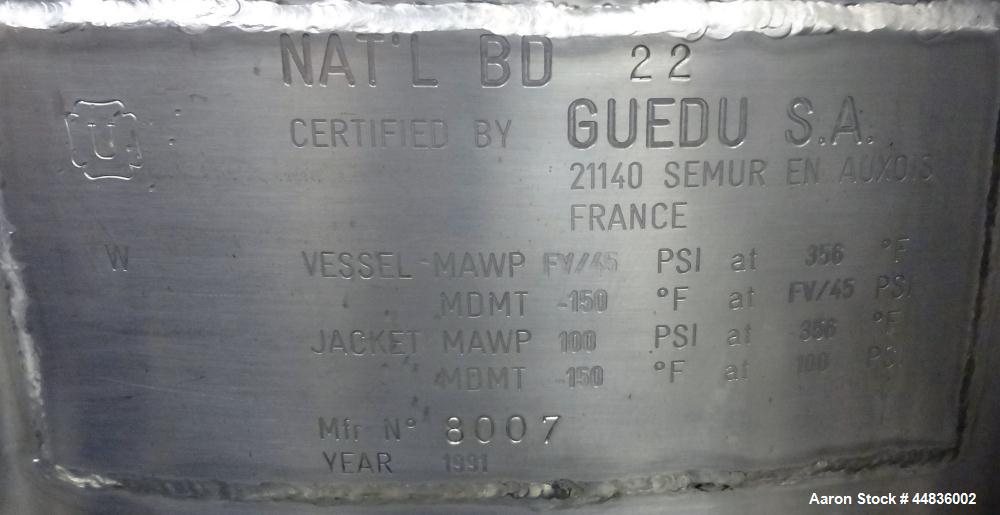 NAT'L BD 22
U
CERTIFIED BY GUEDU S.A.
21140 SEMUR EN AUXOIS
FRANCE
W
VESSEL MAWP FV/45 PSI at 356 °F
MDMT -150 °F at FV/45 PSI
JACKET MAWP 100 PSI at 356 °F
MDMT -150 °F at 100 PSI
Mfr N° 8007
YEAR 1991
Aaron Stock # 44836002